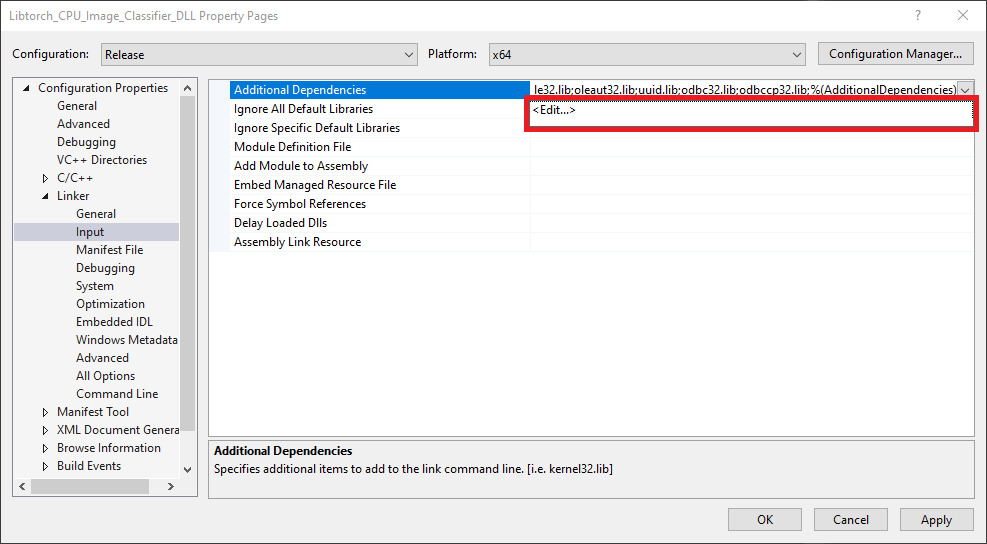 Libtorch_CPU_Image_Classifier_DLL Property Pages
Configuration: Release Platform: x64 Configuration Manager...
Configuration Properties
General
Advanced
Debugging
VC++ Directories
C/C++
Linker
General
Input
Manifest File
Debugging
System
Optimization
Embedded IDL
Windows Metadata
Advanced
All Options
Command Line
Manifest Tool
XML Document Genera
Browse Information
Build Events
Additional Dependencies le32.lib;oleaut32.lib;uuid.lib;odbc32.lib;odbccp32.lib;%(AdditionalDependencies)
<Edit...>
Ignore All Default Libraries
Ignore Specific Default Libraries
Module Definition File
Add Module to Assembly
Embed Managed Resource File
Force Symbol References
Delay Loaded Dlls
Assembly Link Resource
Additional Dependencies
Specifies additional items to add to the link command line. [i.e. kernel32.lib]
OK Cancel Apply